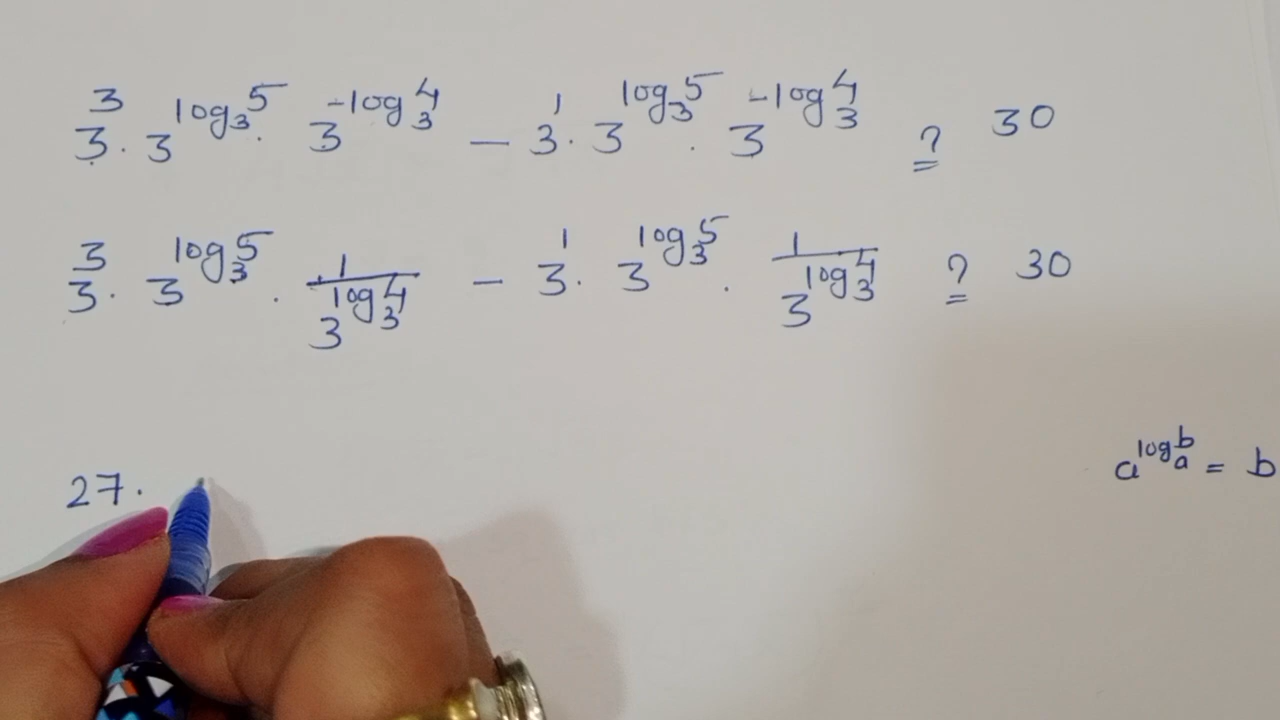 3³ · 3^(log₃5) · 3^(-log₃4) – 3¹ · 3^(log₃5) · 3^(-log₃4) ≟ 30
3³ · 3^(log₃5) · 1/3^(log₃4) – 3¹ · 3^(log₃5) · 1/3^(log₃4) ≟ 30
a^(logₐb) = b
27 ·